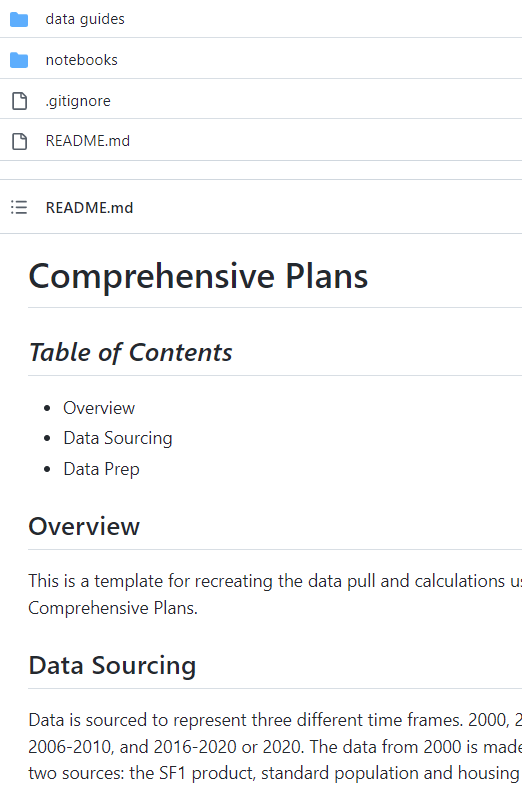 data guides
notebooks
.gitignore
README.md
README.md
Comprehensive Plans
Table of Contents
Overview
Data Sourcing
Data Prep
Overview
This is a template for recreating the data pull and calculations
Comprehensive Plans.
Data Sourcing
Data is sourced to represent three different time frames. 2000,
2006-2010, and 2016-2020 or 2020. The data from 2000 is made
two sources: the SF1 product, standard population and housing